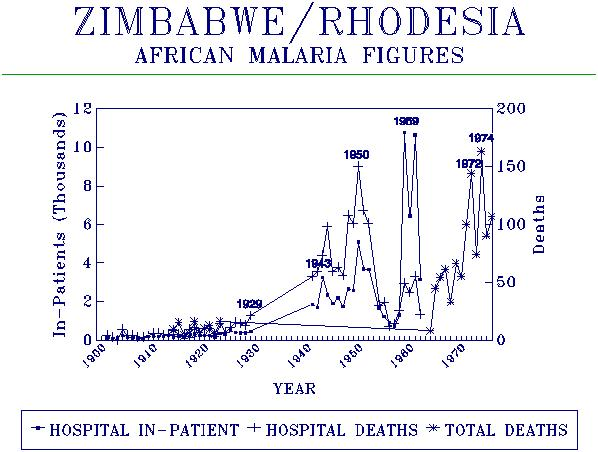 ZIMBABWE/RHODESIA
AFRICAN MALARIA FIGURES
In-Patients (Thousands)
12
10
8
6
4
2
0
1929
1943
1950
1972
1974
200
150
100
50
0
Deaths
1900 1910 1920 1930 1940 1950 1960 1970
YEAR
HOSPITAL IN-PATIENT HOSPITAL DEATHS TOTAL DEATHS